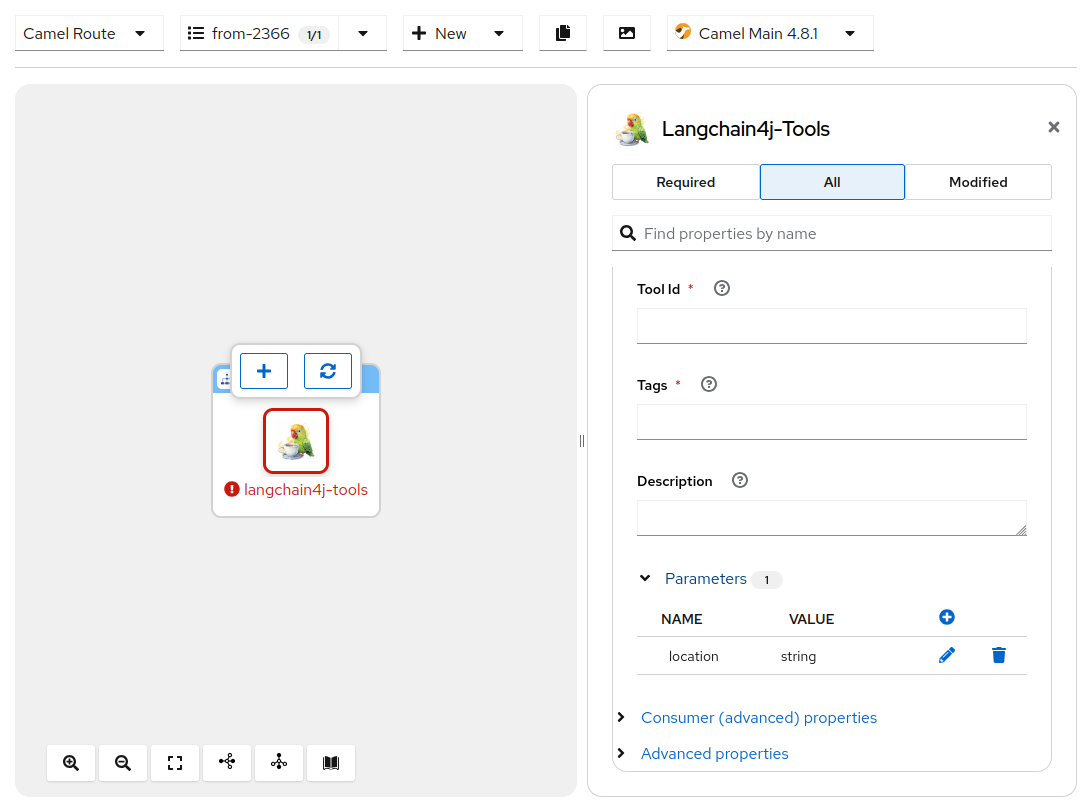 Camel Route
from-2366 1/1
New
Camel Main 4.8.1
Langchain4j-Tools
Required All Modified
Find properties by name
Tool Id *
Tags *
Description
Parameters 1
NAME VALUE
location string
Consumer (advanced) properties
Advanced properties
langchain4j-tools